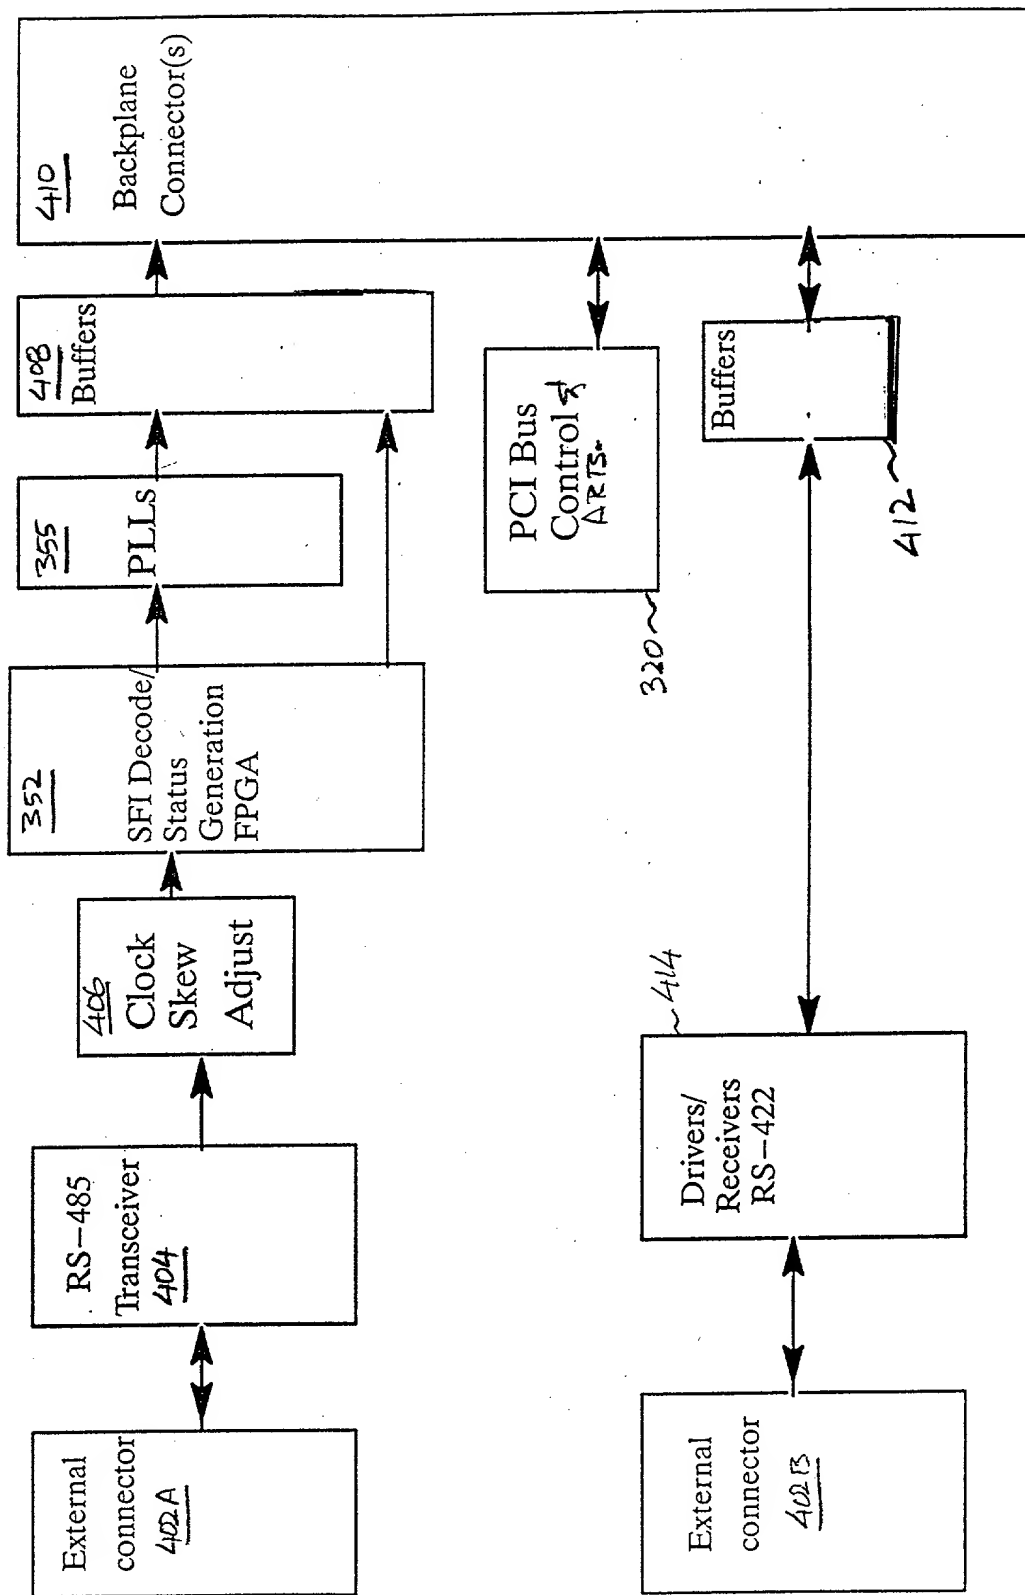 External
connector
402A
RS-485
Transceiver
404
406
Clock
Skew
Adjust
352
SFI Decode/
Status
Generation
FPGA
355
PLLs
408
Buffers
410
Backplane
Connector(s)
PCI Bus
Control &
ARTS.
320
Buffers
412
Drivers/
Receivers
RS-422
414
External
connector
402B